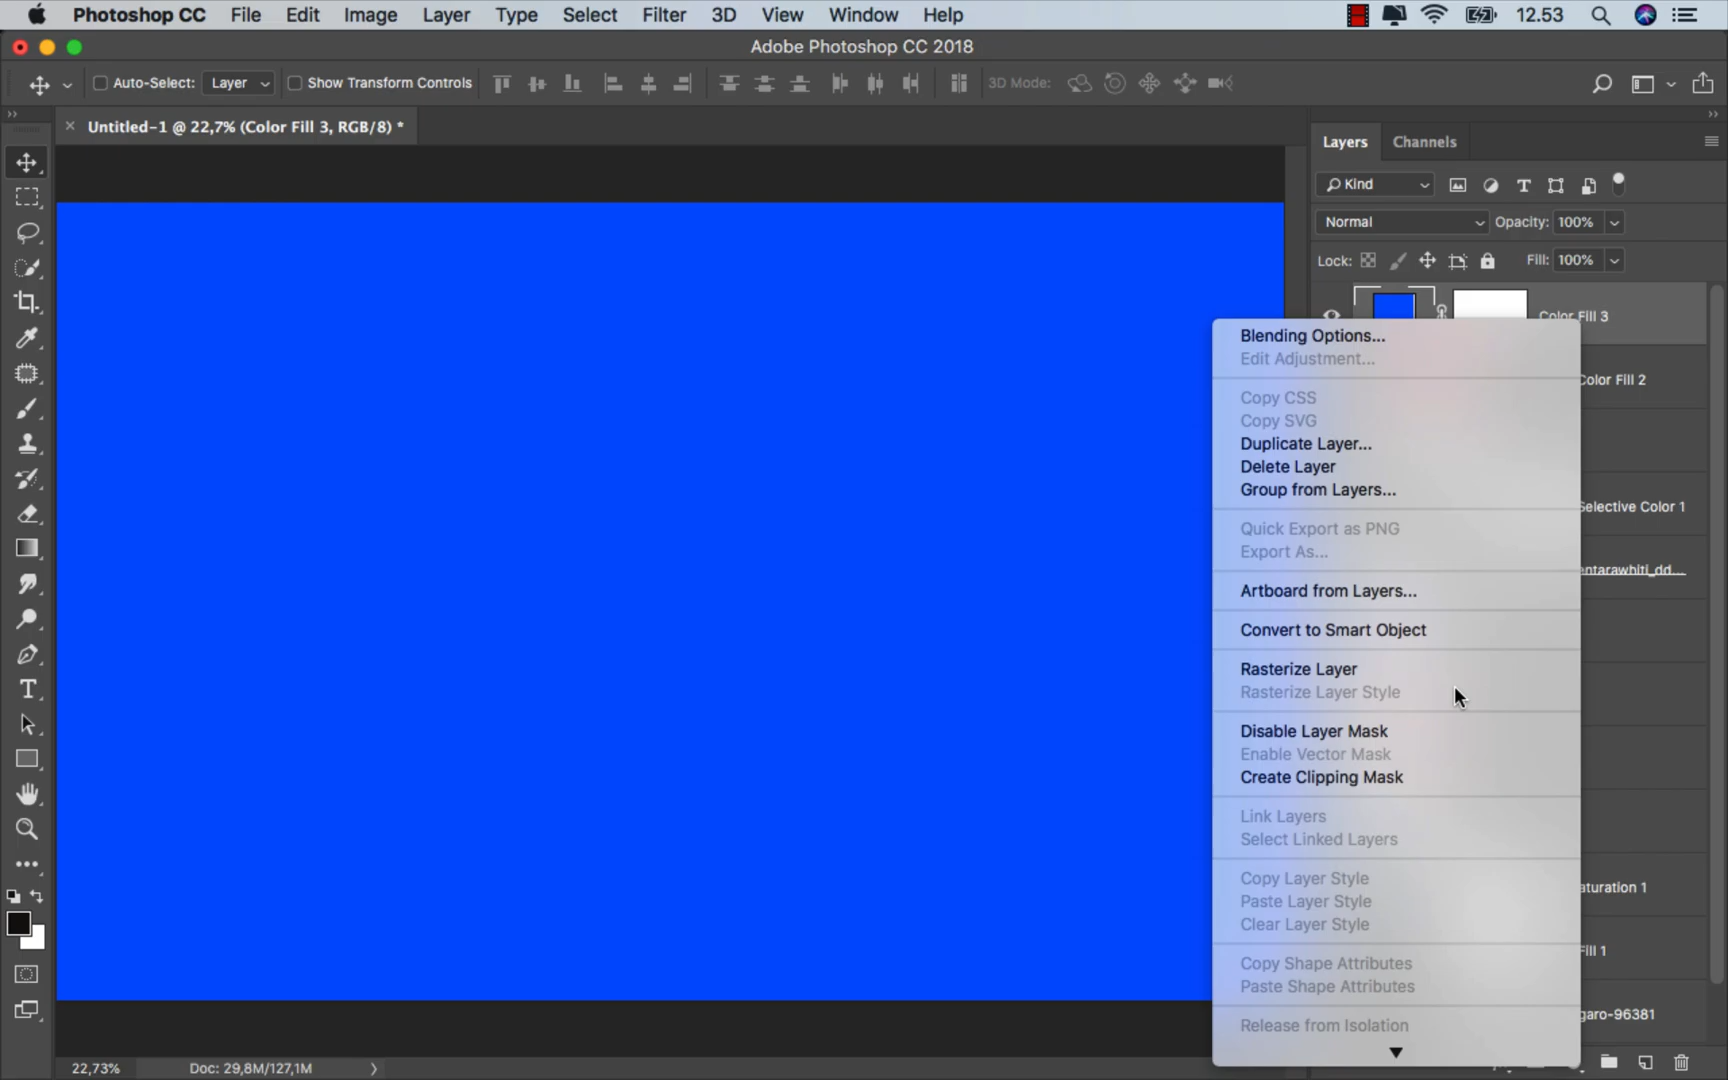 Photoshop CC File Edit Image Layer Type Select Filter 3D View Window Help 12.53
Adobe Photoshop CC 2018
Auto-Select: Layer Show Transform Controls 3D Mode:
Untitled-1 @ 22,7% (Color Fill 3, RGB/8) *
Layers Channels
Kind
Normal Opacity: 100%
Lock: Fill: 100%
Color Fill 3
Blending Options...
Edit Adjustment...
Color Fill 2
Copy CSS
Copy SVG
Duplicate Layer...
Delete Layer
Group from Layers...
Selective Color 1
Quick Export as PNG
Export As...
entarawhiti_dd...
Artboard from Layers...
Convert to Smart Object
Rasterize Layer
Rasterize Layer Style
Disable Layer Mask
Enable Vector Mask
Create Clipping Mask
Link Layers
Select Linked Layers
Copy Layer Style
aturation 1
Paste Layer Style
Clear Layer Style
Fill 1
Copy Shape Attributes
Paste Shape Attributes
garo-96381
Release from Isolation
22,73% Doc: 29,8M/127,1M